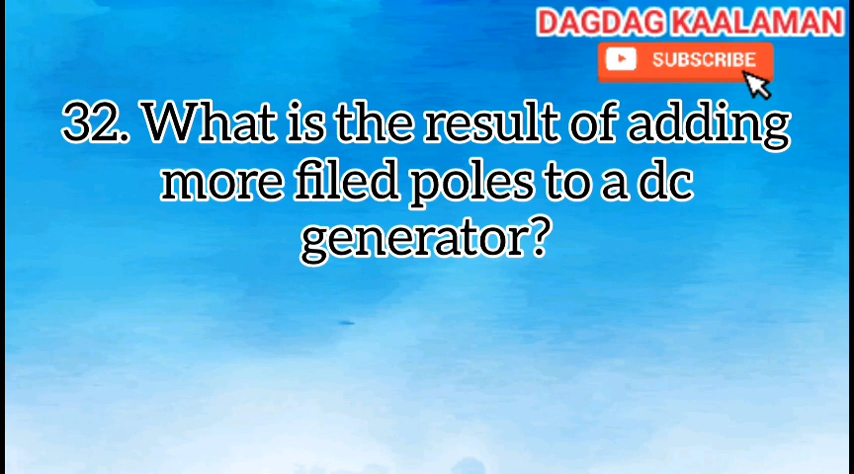 DAGDAG KAALAMAN
SUBSCRIBE
32. What is the result of adding
more filed poles to a dc
generator?